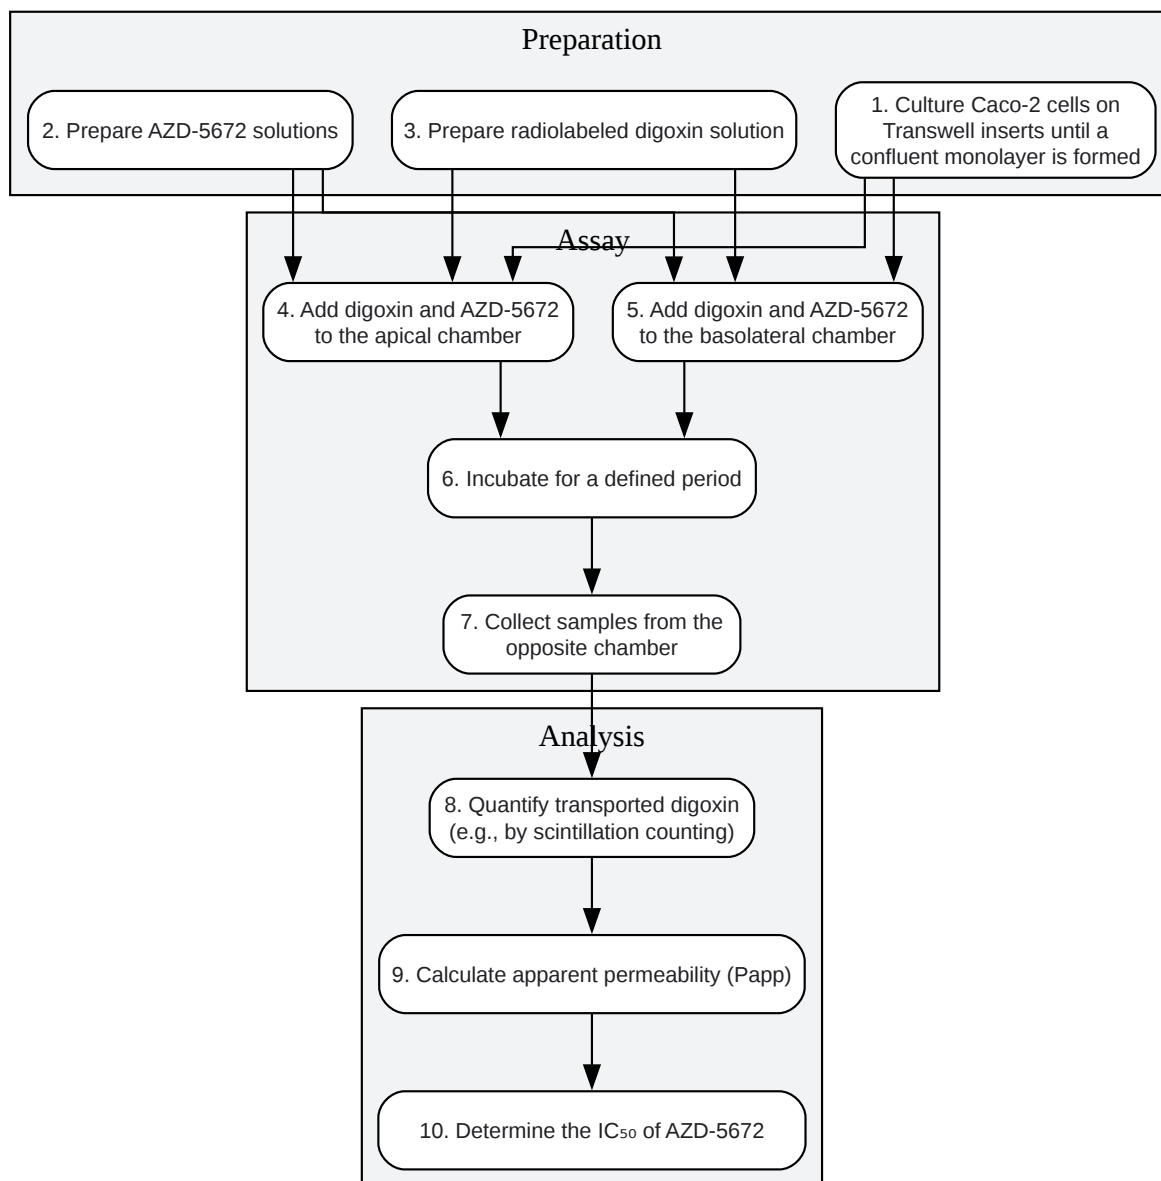 Preparation
2. Prepare AZD-5672 solutions
3. Prepare radiolabeled digoxin solution
1. Culture Caco-2 cells on
Transwell inserts until a
confluent monolayer is formed
Assay
4. Add digoxin and AZD-5672
to the apical chamber
5. Add digoxin and AZD-5672
to the basolateral chamber
6. Incubate for a defined period
7. Collect samples from the
opposite chamber
Analysis
8. Quantify transported digoxin
(e.g., by scintillation counting)
9. Calculate apparent permeability (Papp)
10. Determine the IC₅₀ of AZD-5672